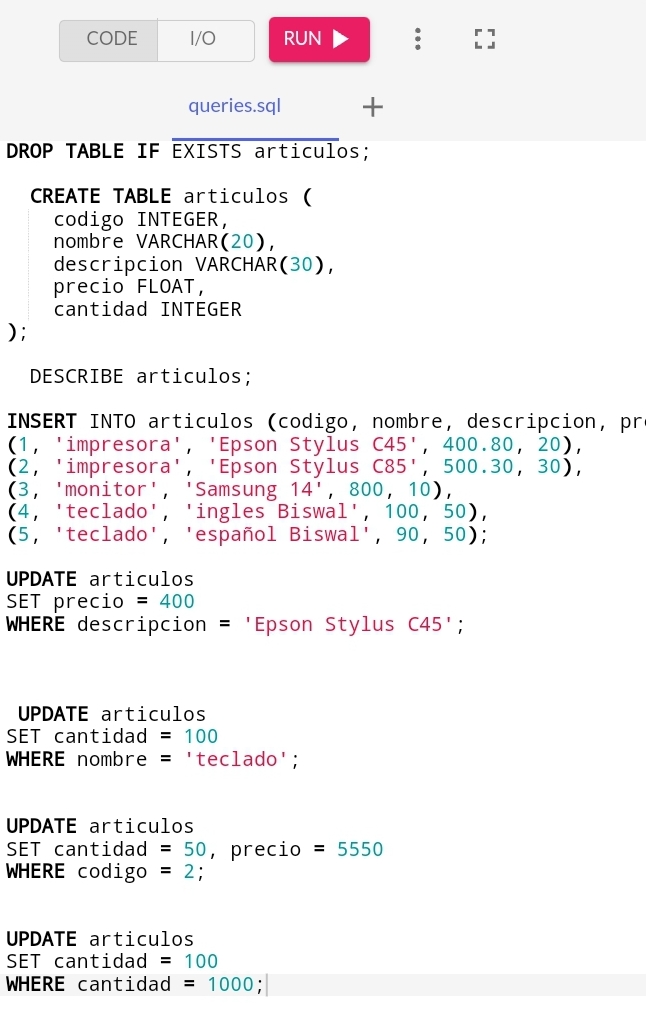 CODE I/O RUN
queries.sql +
DROP TABLE IF EXISTS articulos;
CREATE TABLE articulos (
codigo INTEGER,
nombre VARCHAR(20),
descripcion VARCHAR(30),
precio FLOAT,
cantidad INTEGER
);
DESCRIBE articulos;
INSERT INTO articulos (codigo, nombre, descripcion, pr
(1, 'impresora', 'Epson Stylus C45', 400.80, 20),
(2, 'impresora', 'Epson Stylus C85', 500.30, 30),
(3, 'monitor', 'Samsung 14', 800, 10),
(4, 'teclado', 'ingles Biswal', 100, 50),
(5, 'teclado', 'español Biswal', 90, 50);
UPDATE articulos
SET precio = 400
WHERE descripcion = 'Epson Stylus C45';
UPDATE articulos
SET cantidad = 100
WHERE nombre = 'teclado';
UPDATE articulos
SET cantidad = 50, precio = 5550
WHERE codigo = 2;
UPDATE articulos
SET cantidad = 100
WHERE cantidad = 1000;